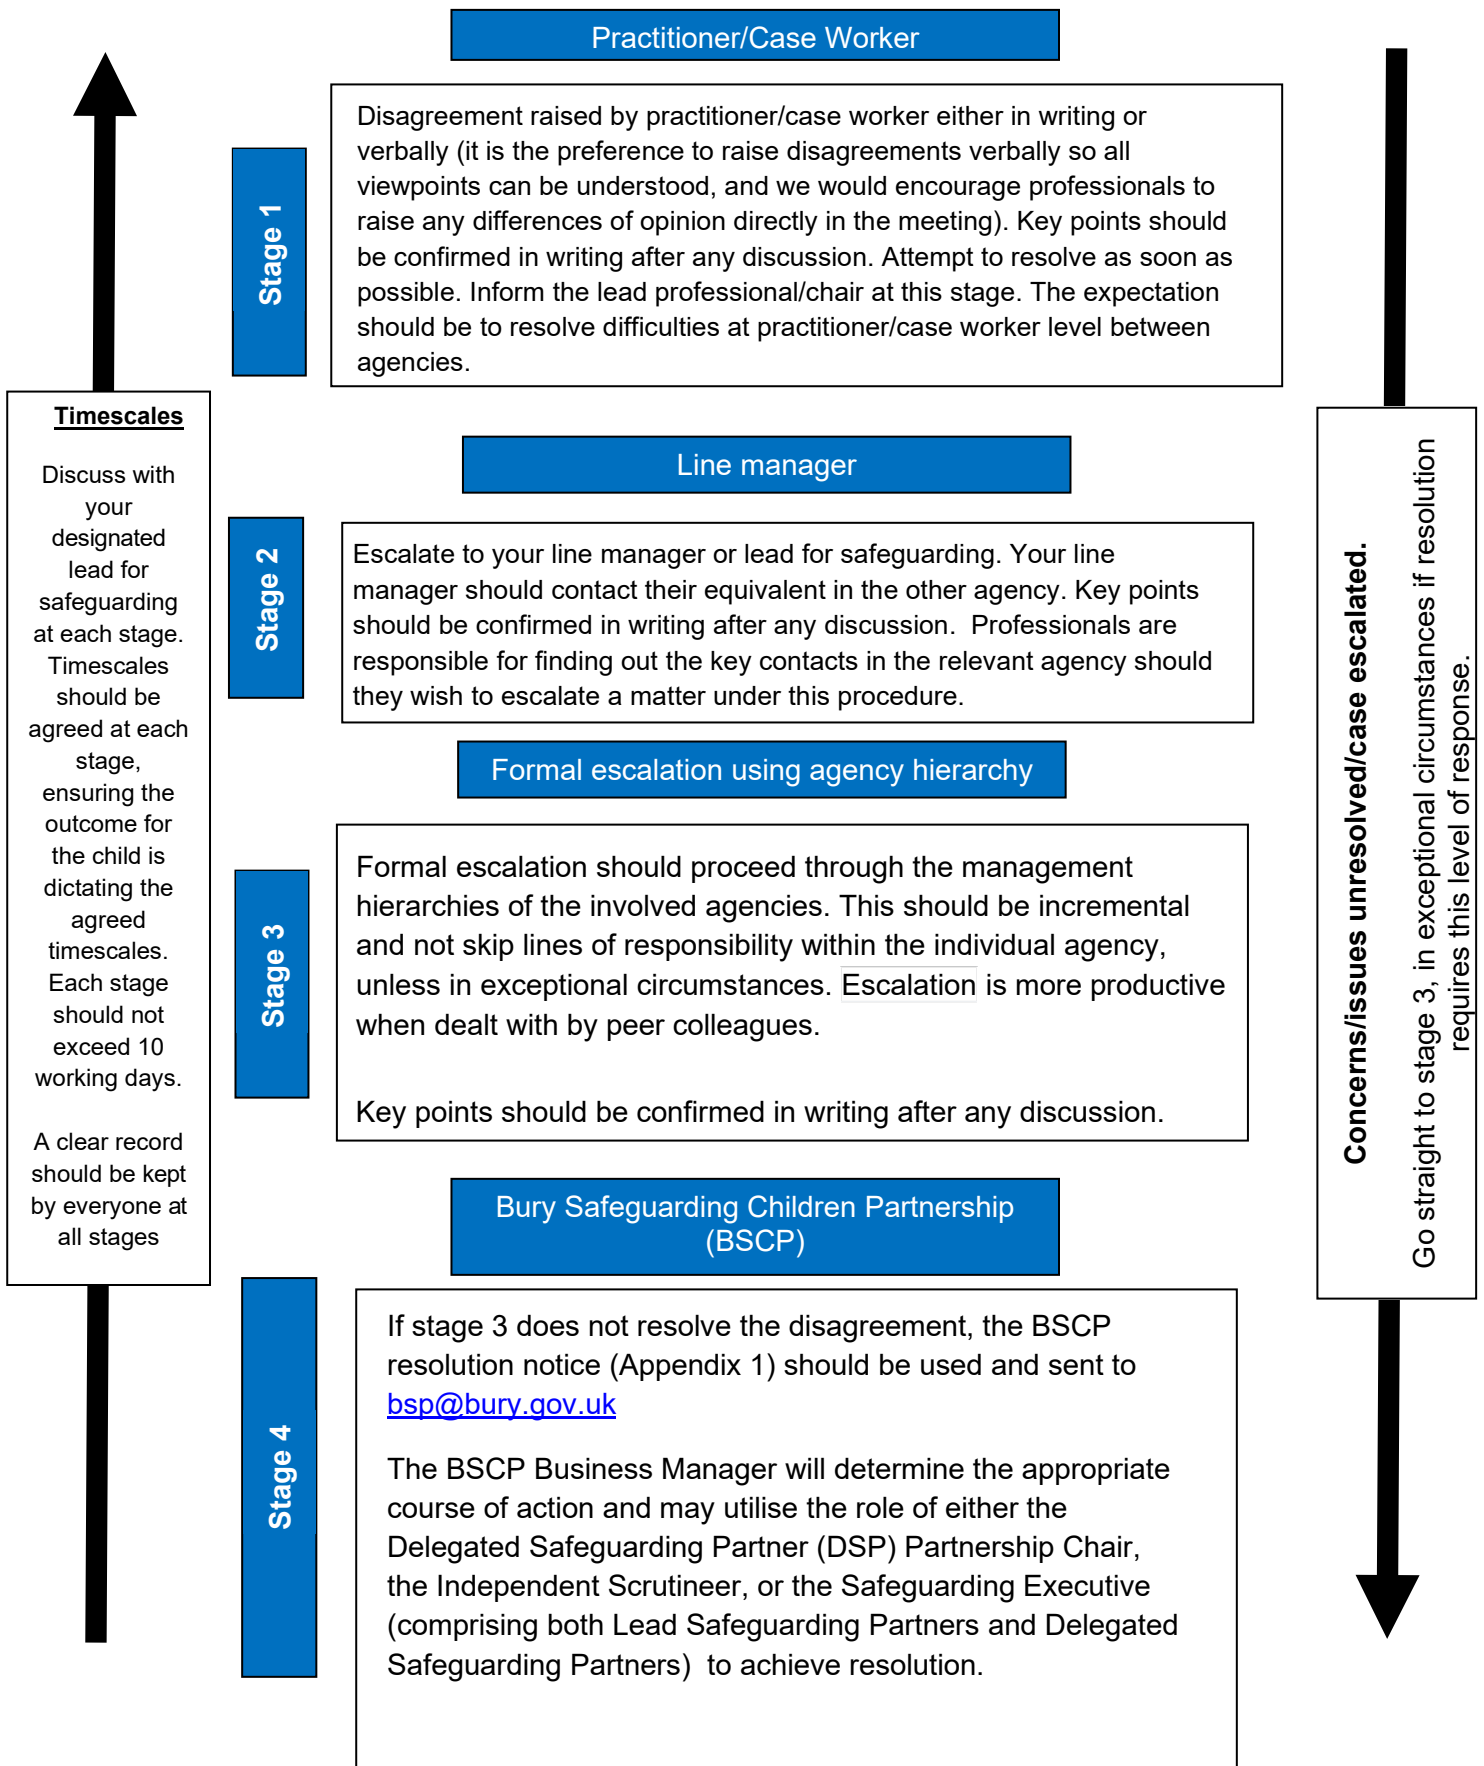 Practitioner/Case Worker
Stage 1
Disagreement raised by practitioner/case worker either in writing or
verbally (it is the preference to raise disagreements verbally so all
viewpoints can be understood, and we would encourage professionals to
raise any differences of opinion directly in the meeting). Key points should
be confirmed in writing after any discussion. Attempt to resolve as soon as
possible. Inform the lead professional/chair at this stage. The expectation
should be to resolve difficulties at practitioner/case worker level between
agencies.
Timescales
Discuss with
your
designated
lead for
safeguarding
at each stage.
Timescales
should be
agreed at each
stage,
ensuring the
outcome for
the child is
dictating the
agreed
timescales.
Each stage
should not
exceed 10
working days.
A clear record
should be kept
by everyone at
all stages
Line manager
Stage 2
Escalate to your line manager or lead for safeguarding. Your line
manager should contact their equivalent in the other agency. Key points
should be confirmed in writing after any discussion.  Professionals are
responsible for finding out the key contacts in the relevant agency should
they wish to escalate a matter under this procedure.
Formal escalation using agency hierarchy
Stage 3
Formal escalation should proceed through the management
hierarchies of the involved agencies. This should be incremental
and not skip lines of responsibility within the individual agency,
unless in exceptional circumstances. Escalation is more productive
when dealt with by peer colleagues.
Key points should be confirmed in writing after any discussion.
Concerns/issues unresolved/case escalated.
Go straight to stage 3, in exceptional circumstances if resolution
requires this level of response.
Bury Safeguarding Children Partnership
(BSCP)
Stage 4
If stage 3 does not resolve the disagreement, the BSCP
resolution notice (Appendix 1) should be used and sent to
bsp@bury.gov.uk
The BSCP Business Manager will determine the appropriate
course of action and may utilise the role of either the
Delegated Safeguarding Partner (DSP) Partnership Chair,
the Independent Scrutineer, or the Safeguarding Executive
(comprising both Lead Safeguarding Partners and Delegated
Safeguarding Partners)  to achieve resolution.